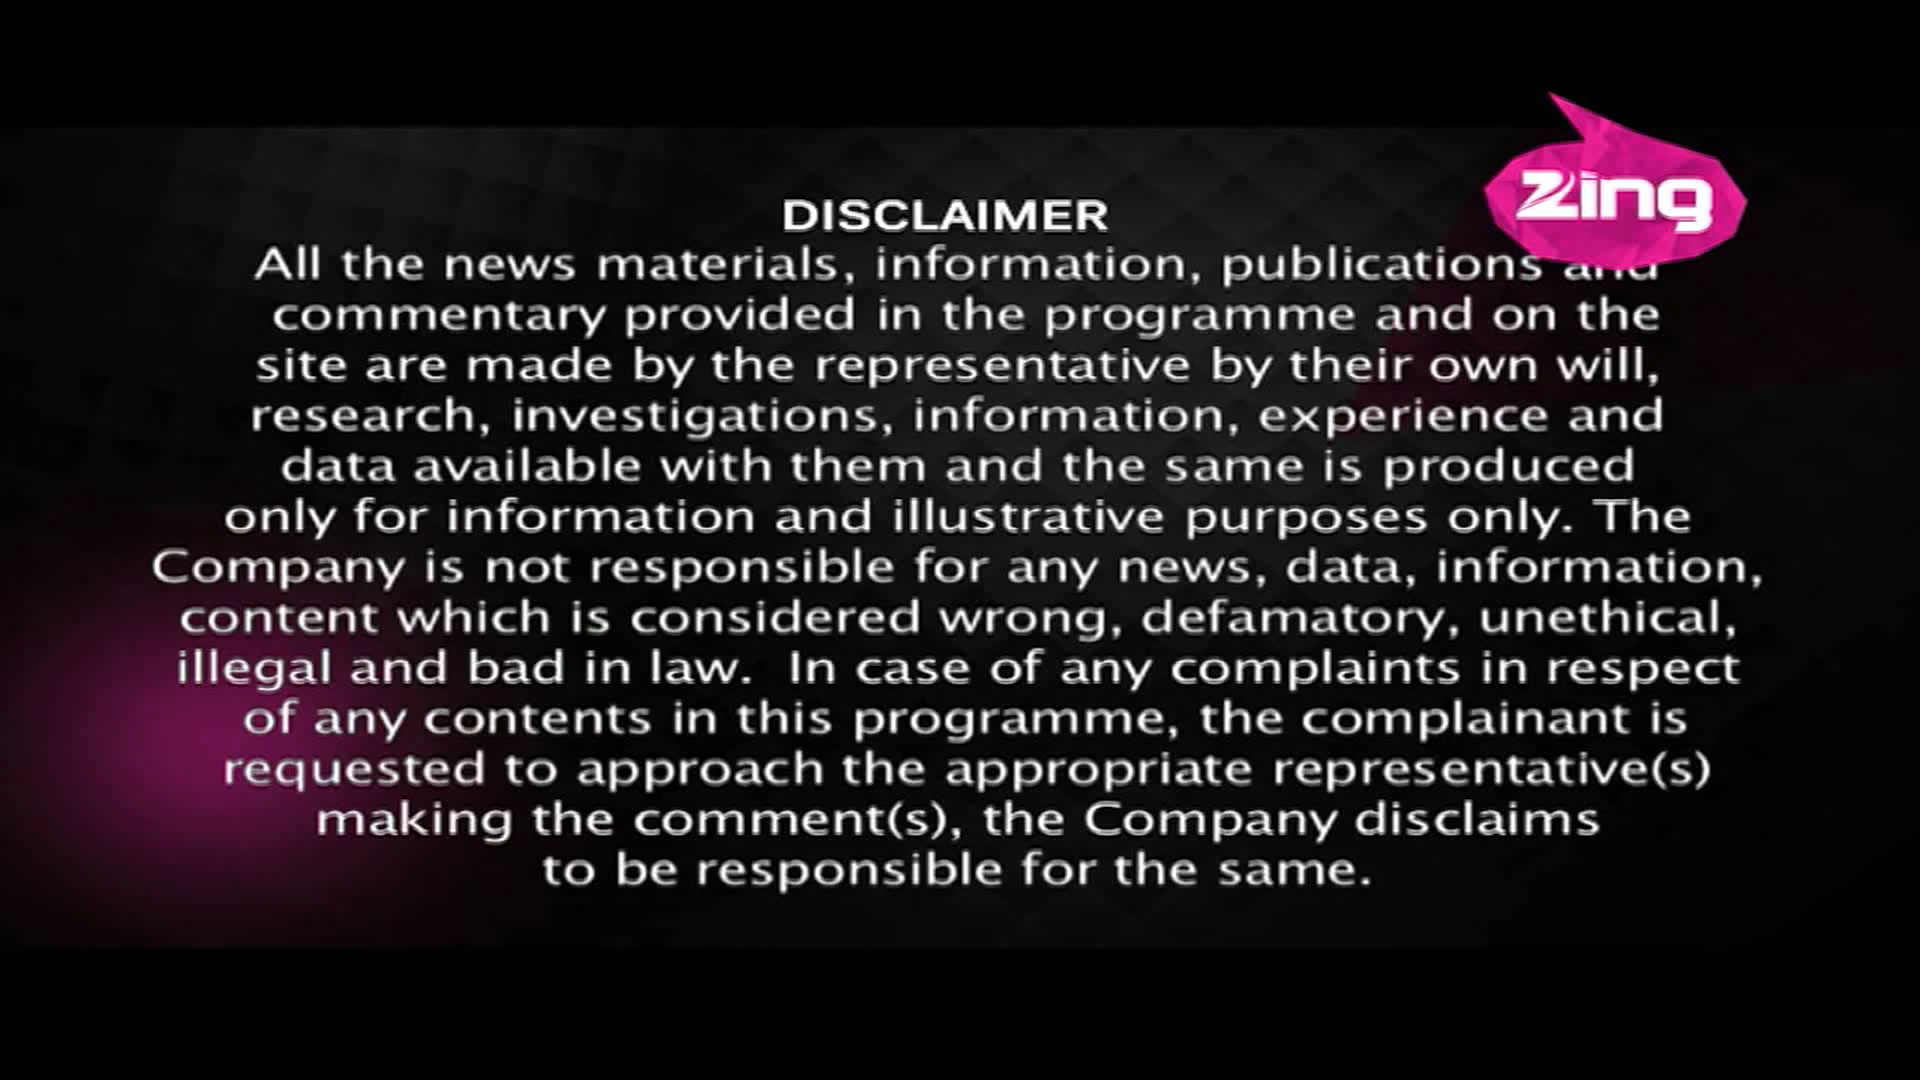 Zing
DISCLAIMER
All the news materials, information, publications and
commentary provided in the programme and on the
site are made by the representative by their own will,
research, investigations, information, experience and
data available with them and the same is produced
only for information and illustrative purposes only. The
Company is not responsible for any news, data, information,
content which is considered wrong, defamatory, unethical,
illegal and bad in law.  In case of any complaints in respect
of any contents in this programme, the complainant is
requested to approach the appropriate representative(s)
making the comment(s), the Company disclaims
to be responsible for the same.